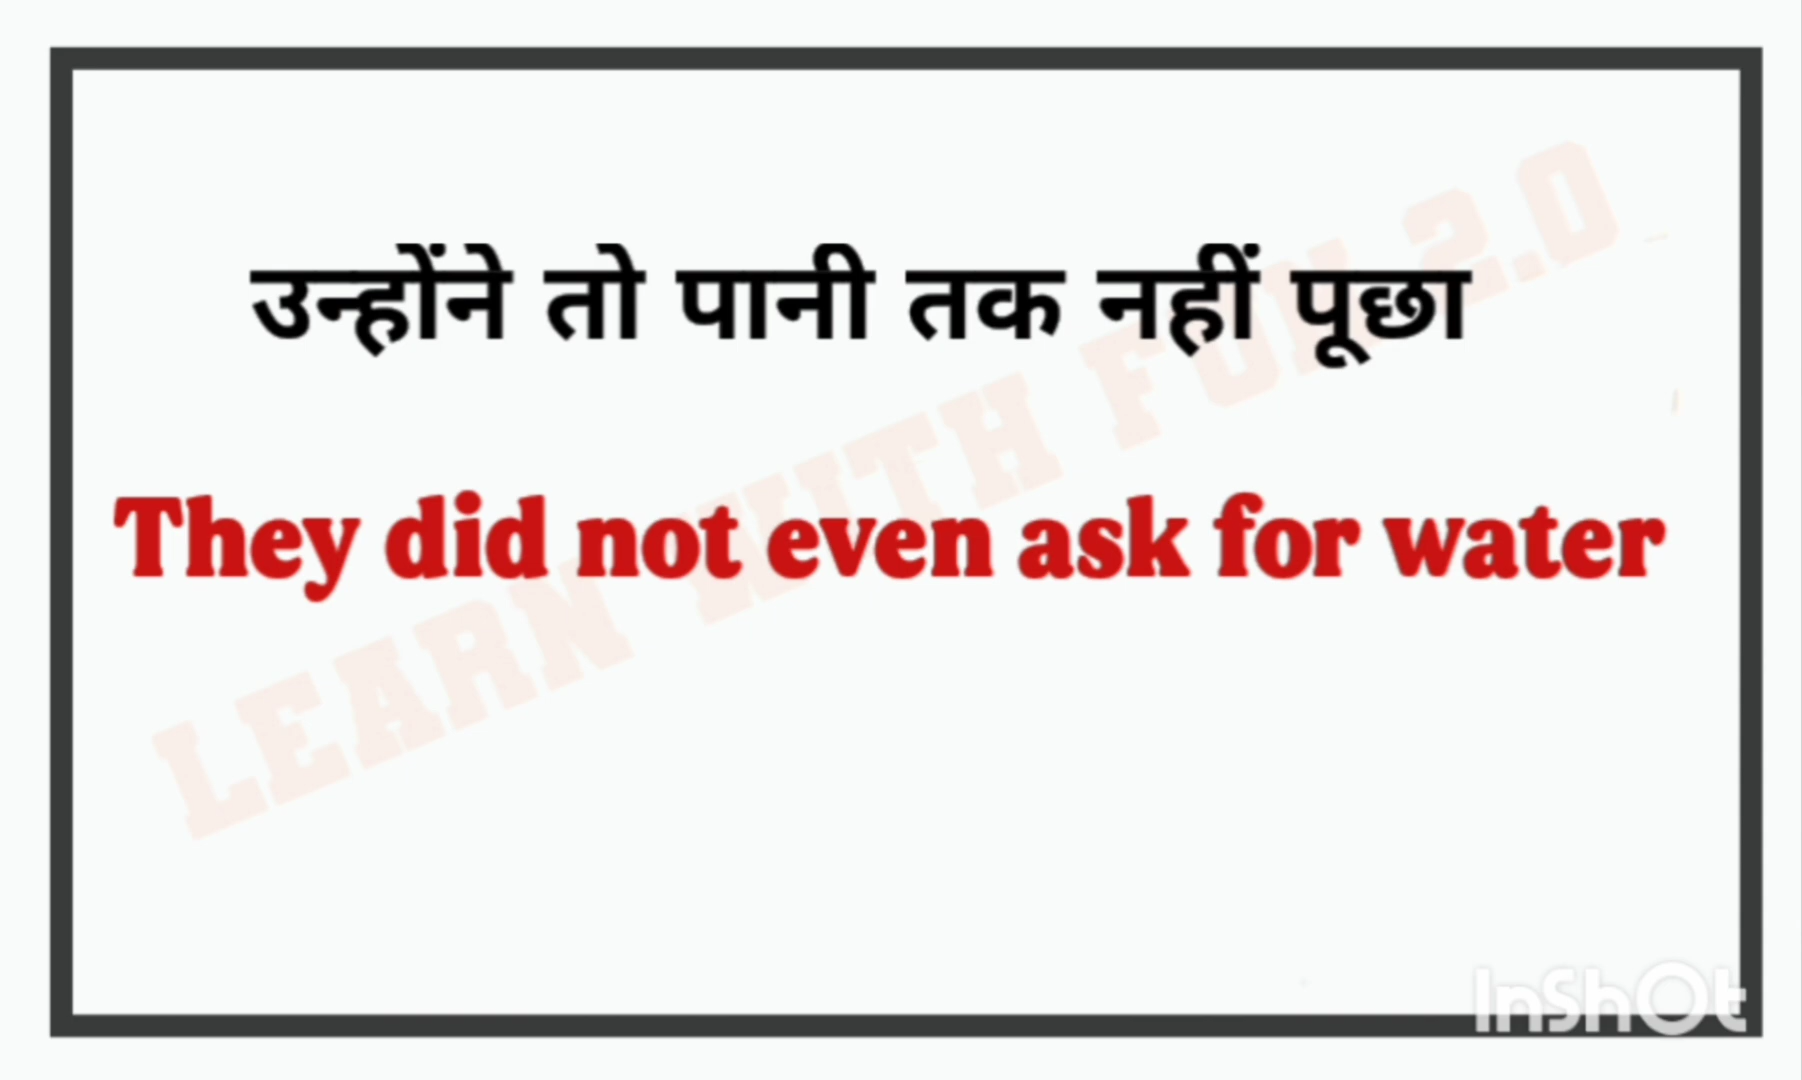 उन्होंने तो पानी तक नहीं पूछा
They did not even ask for water
LEARN WITH FUN 2.0
InShOt